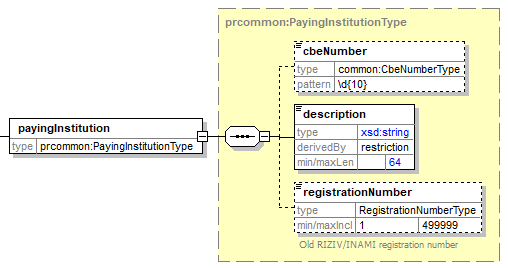 prcommon:PayingInstitutionType
cbeNumber
type common:CbeNumberType
pattern \d{10}
payingInstitution
type prcommon:PayingInstitutionType
description
type xsd:string
derivedBy restriction
min/maxLen 64
registrationNumber
type RegistrationNumberType
min/maxIncl 1 499999
Old RIZIV/INAMI registration number